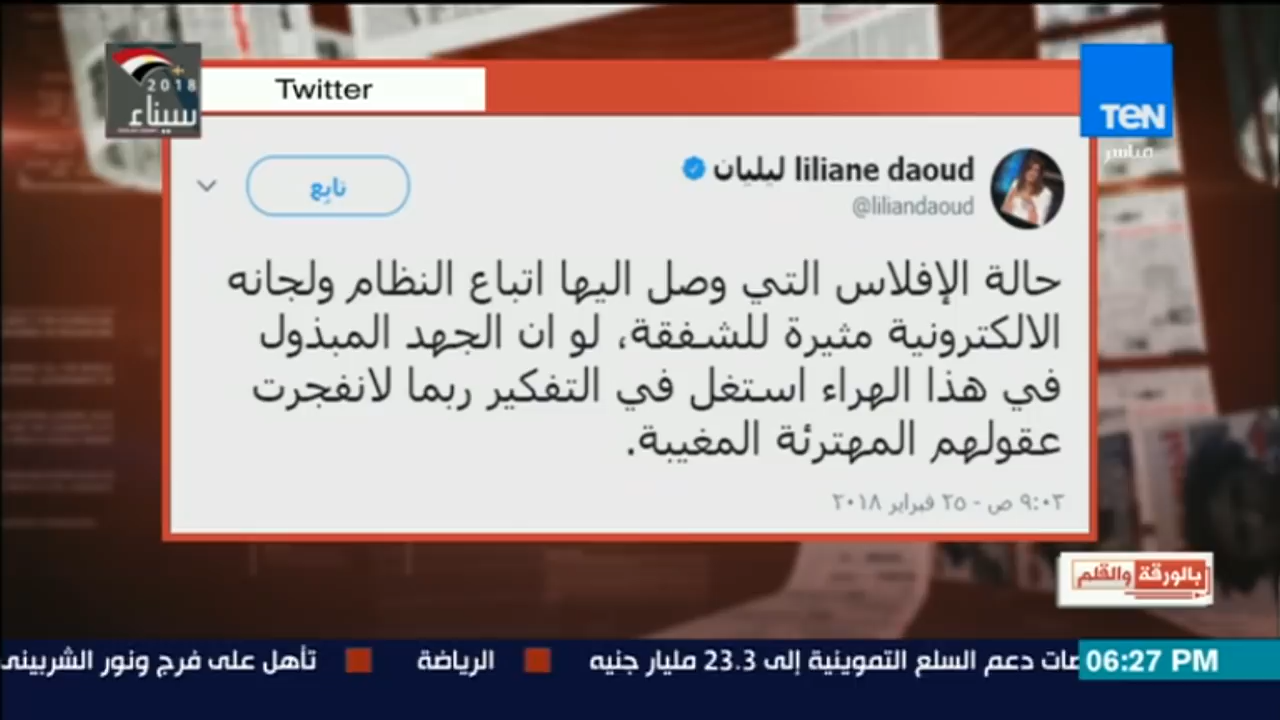 2018
سيناء
Twitter
TEN
مباشر
liliane daoud ليليان
@liliandaoud
تابِع
حالة الإفلاس التي وصل اليها اتباع النظام ولجانه
الالكترونية مثيرة للشفقة، لو ان الجهد المبذول
في هذا الهراء استغل في التفكير ربما لانفجرت
عقولهم المهترئة المغيبة.
٩:٠٣ ص - ٢٥ فبراير ٢٠١٨
بالورقة والقلم
06:27 PM
صات دعم السلع التموينية إلى 23.3 مليار جنيه
الرياضة
تأهل على فرج ونور الشربينى